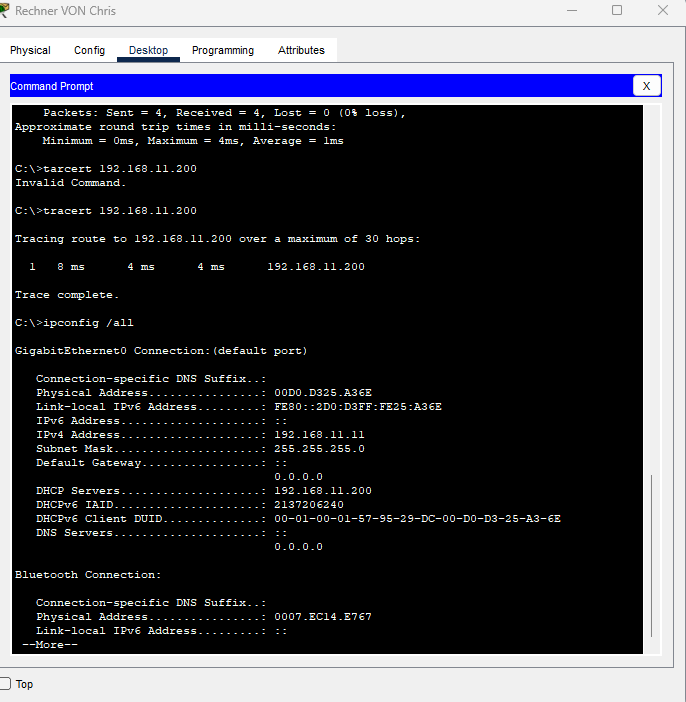 Rechner VON Chris
Physical Config Desktop Programming Attributes
Command Prompt X
Packets: Sent = 4, Received = 4, Lost = 0 (0% loss),
Approximate round trip times in milli-seconds:
Minimum = 0ms, Maximum = 4ms, Average = 1ms
C:\>tarcert 192.168.11.200
Invalid Command.
C:\>tracert 192.168.11.200
Tracing route to 192.168.11.200 over a maximum of 30 hops:
1 8 ms 4 ms 4 ms 192.168.11.200
Trace complete.
C:\>ipconfig /all
GigabitEthernet0 Connection:(default port)
Connection-specific DNS Suffix..:
Physical Address................: 00D0.D325.A36E
Link-local IPv6 Address.........: FE80::2D0:D3FF:FE25:A36E
IPv6 Address....................: ::
IPv4 Address....................: 192.168.11.11
Subnet Mask.....................: 255.255.255.0
Default Gateway.................: ::
0.0.0.0
DHCP Servers....................: 192.168.11.200
DHCPv6 IAID.....................: 2137206240
DHCPv6 Client DUID..............: 00-01-00-01-57-95-29-DC-00-D0-D3-25-A3-6E
DNS Servers.....................: ::
0.0.0.0
Bluetooth Connection:
Connection-specific DNS Suffix..:
Physical Address................: 0007.EC14.E767
Link-local IPv6 Address.........: ::
--More--
Top